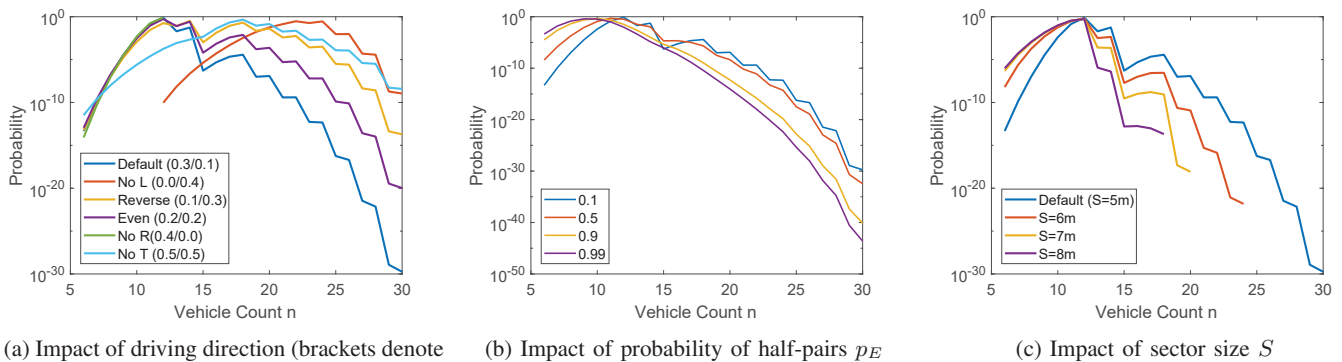 10^0
10^-10
10^-20
10^-30
Probability
5
10
15
20
25
30
Vehicle Count n
Default (0.3/0.1)
No L (0.0/0.4)
Reverse (0.1/0.3)
Even (0.2/0.2)
No R(0.4/0.0)
No T (0.5/0.5)
(a) Impact of driving direction (brackets denote
10^0
10^-10
10^-20
10^-30
10^-40
10^-50
Probability
5
10
15
20
25
30
Vehicle Count n
0.1
0.5
0.9
0.99
(b) Impact of probability of half-pairs p_E
10^0
10^-10
10^-20
10^-30
Probability
5
10
15
20
25
30
Vehicle Count n
Default (S=5m)
S=6m
S=7m
S=8m
(c) Impact of sector size S